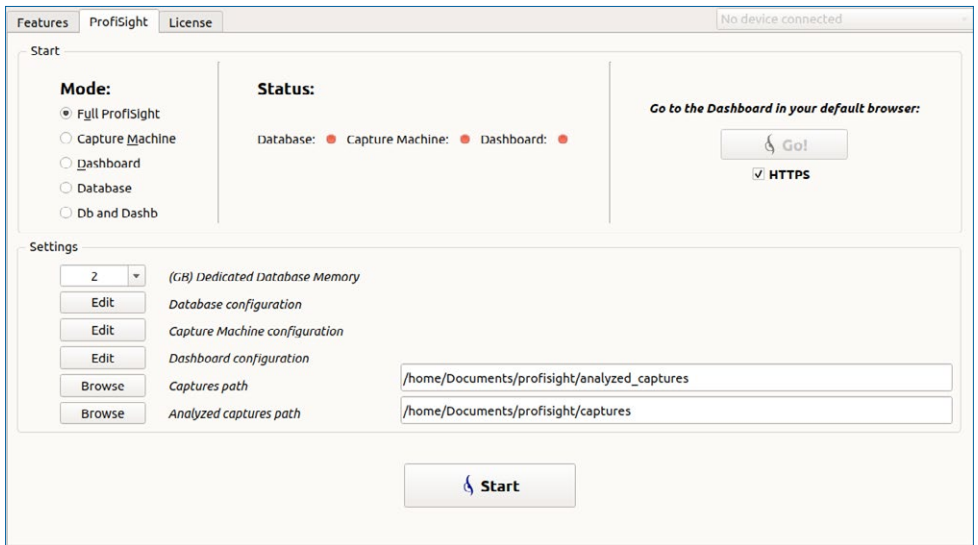 Features ProfiSight License No device connected
Start
Mode:
Full ProfiSight
Capture Machine
Dashboard
Database
Db and Dashb
Status:
Database: Capture Machine: Dashboard:
Go to the Dashboard in your default browser:
Go!
HTTPS
Settings
2 (GB) Dedicated Database Memory
Edit Database configuration
Edit Capture Machine configuration
Edit Dashboard configuration
Browse Captures path /home/Documents/profisight/analyzed_captures
Browse Analyzed captures path /home/Documents/profisight/captures
Start